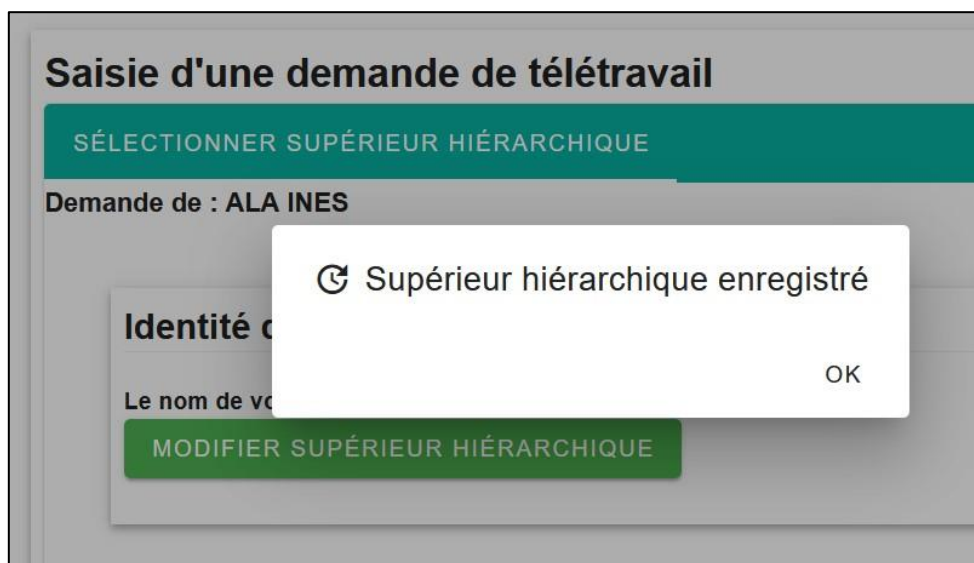 Saisie d'une demande de télétravail
SÉLECTIONNER SUPÉRIEUR HIÉRARCHIQUE
Demande de : ALA INES
Supérieur hiérarchique enregistré
Identité
OK
Le nom de
MODIFIER SUPÉRIEUR HIÉRARCHIQUE